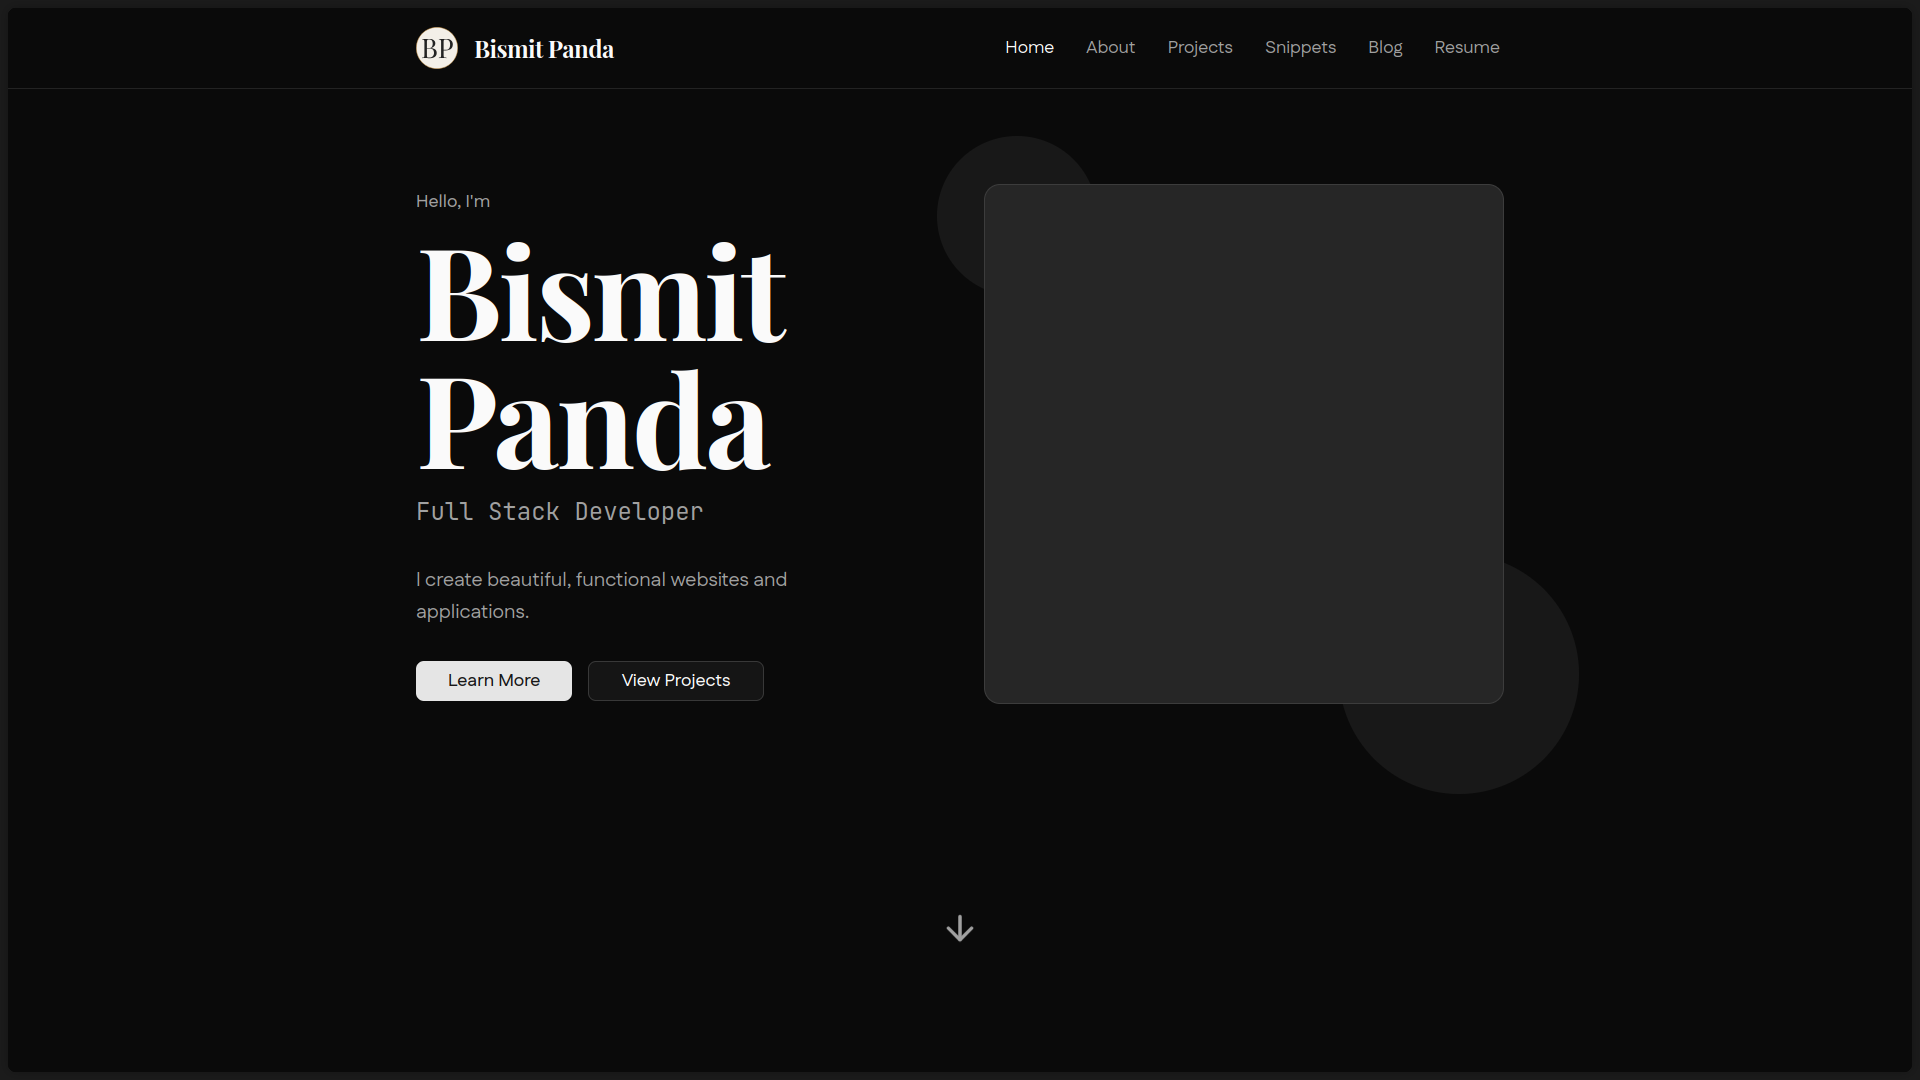 BP Bismit Panda
Home About Projects Snippets Blog Resume
Hello, I'm
Bismit
Panda
Full Stack Developer
I create beautiful, functional websites and
applications.
Learn More View Projects